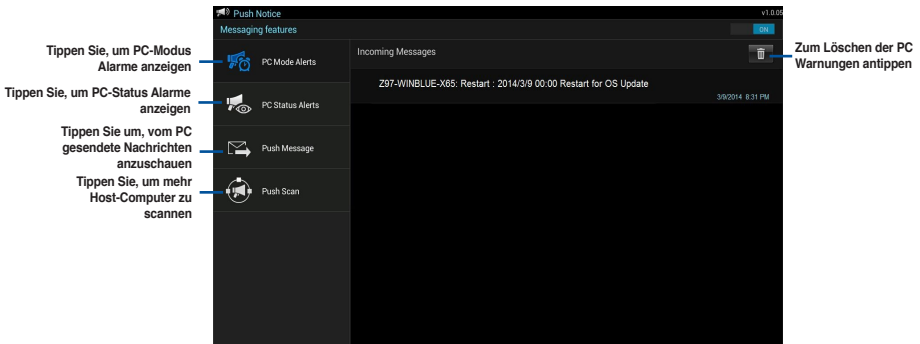 Push Notice
v1.0.05
Messaging features
ON
Tippen Sie, um PC-Modus
Alarme anzeigen
PC Mode Alerts
Incoming Messages
Zum Löschen der PC
Warnungen antippen
Z97-WINBLUE-X65: Restart : 2014/3/9 00:00 Restart for OS Update
3/9/2014 8:31 PM
Tippen Sie, um PC-Status Alarme
anzeigen
PC Status Alerts
Tippen Sie um, vom PC
gesendete Nachrichten
anzuschauen
Push Message
Tippen Sie, um mehr
Host-Computer zu
scannen
Push Scan